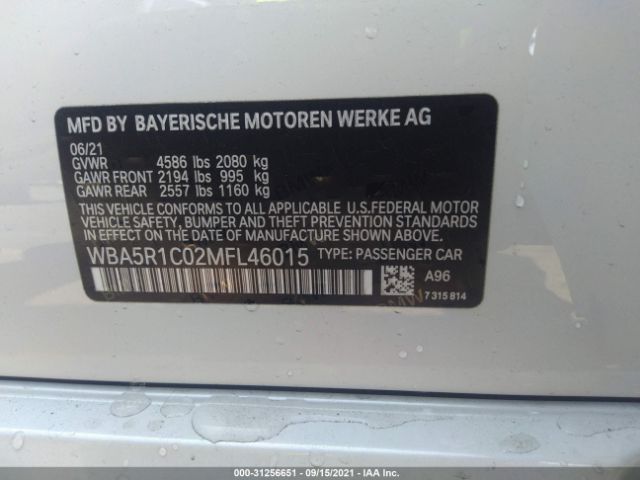 MFD BY BAYERISCHE MOTOREN WERKE AG
06/21
GVWR 4586 lbs 2080 kg
GAWR FRONT 2194 lbs 995 kg
GAWR REAR 2557 lbs 1160 kg
THIS VEHICLE CONFORMS TO ALL APPLICABLE U.S.FEDERAL MOTOR
VEHICLE SAFETY, BUMPER AND THEFT PREVENTION STANDARDS
IN EFFECT ON THE DATE OF MANUFACTURE SHOWN ABOVE.
WBA5R1C02MFL46015 TYPE: PASSENGER CAR
A96
7 315 814
000-31256651 - 09/15/2021 - IAA Inc.